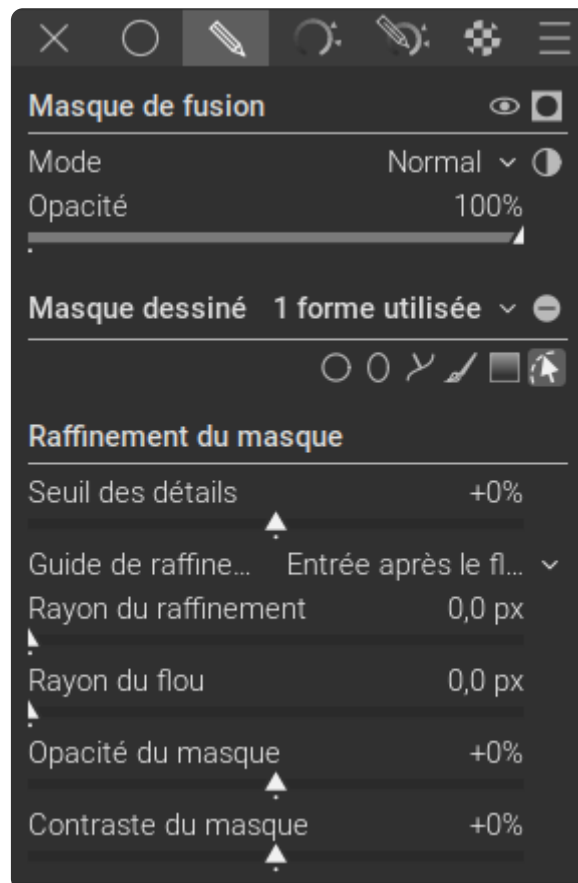 Masque de fusion
Mode Normal
Opacité 100%
Masque dessiné 1 forme utilisée
Raffinement du masque
Seuil des détails +0%
Guide de raffine... Entrée après le fl...
Rayon du raffinement 0,0 px
Rayon du flou 0,0 px
Opacité du masque +0%
Contraste du masque +0%